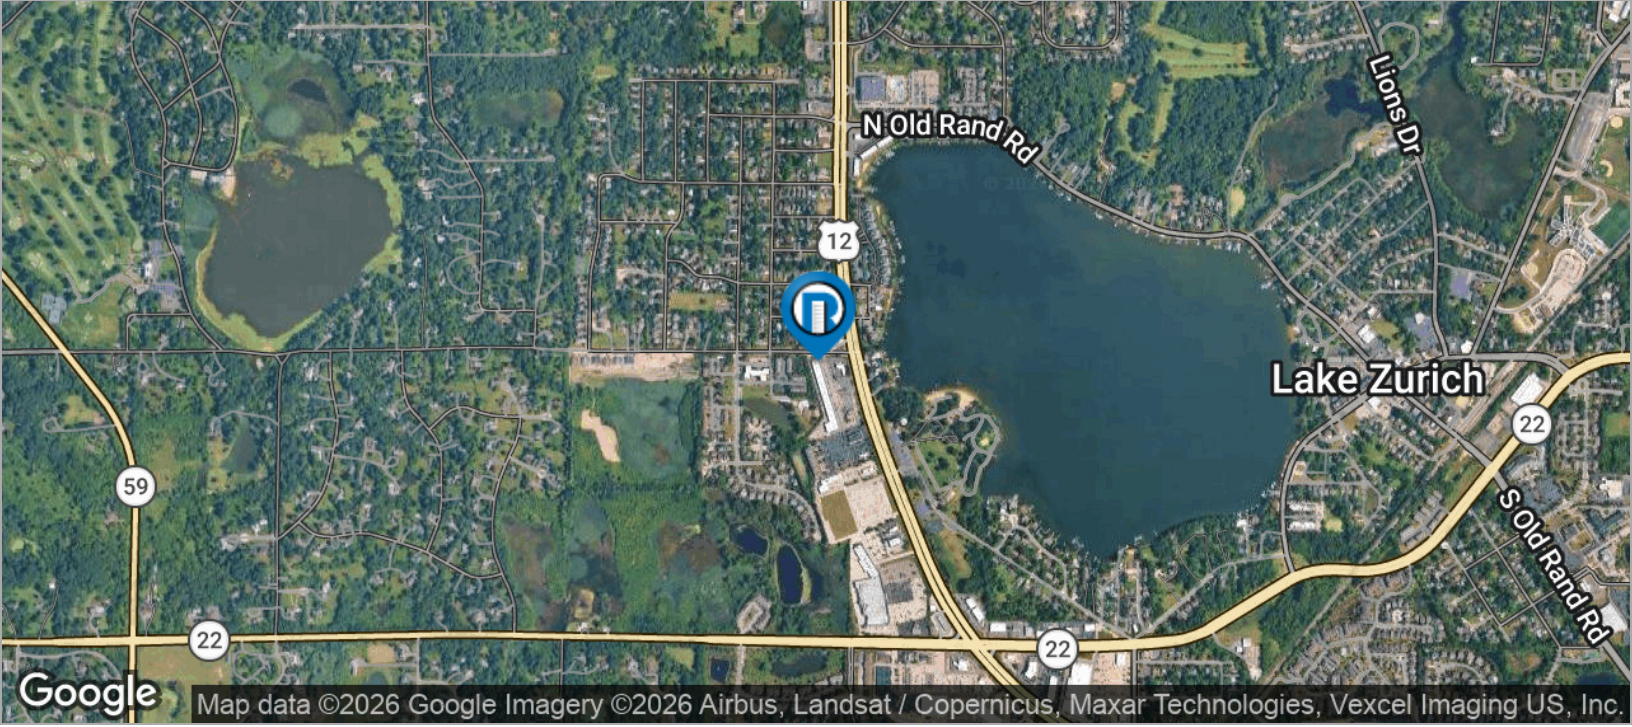 Lions Dr
N Old Rand Rd
12
Lake Zurich
22
59
S Old Rand Rd
22
22
Google
Map data ©2026 Google Imagery ©2026 Airbus, Landsat / Copernicus, Maxar Technologies, Vexcel Imaging US, Inc.